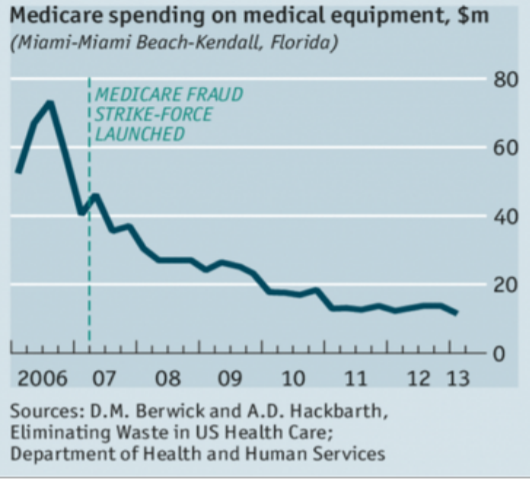 Medicare spending on medical equipment, $m
(Miami-Miami Beach-Kendall, Florida)
80
MEDICARE FRAUD
STRIKE-FORCE
LAUNCHED
60
40
20
0
2006 07 08 09 10 11 12 13
Sources: D.M. Berwick and A.D. Hackbarth,
Eliminating Waste in US Health Care;
Department of Health and Human Services